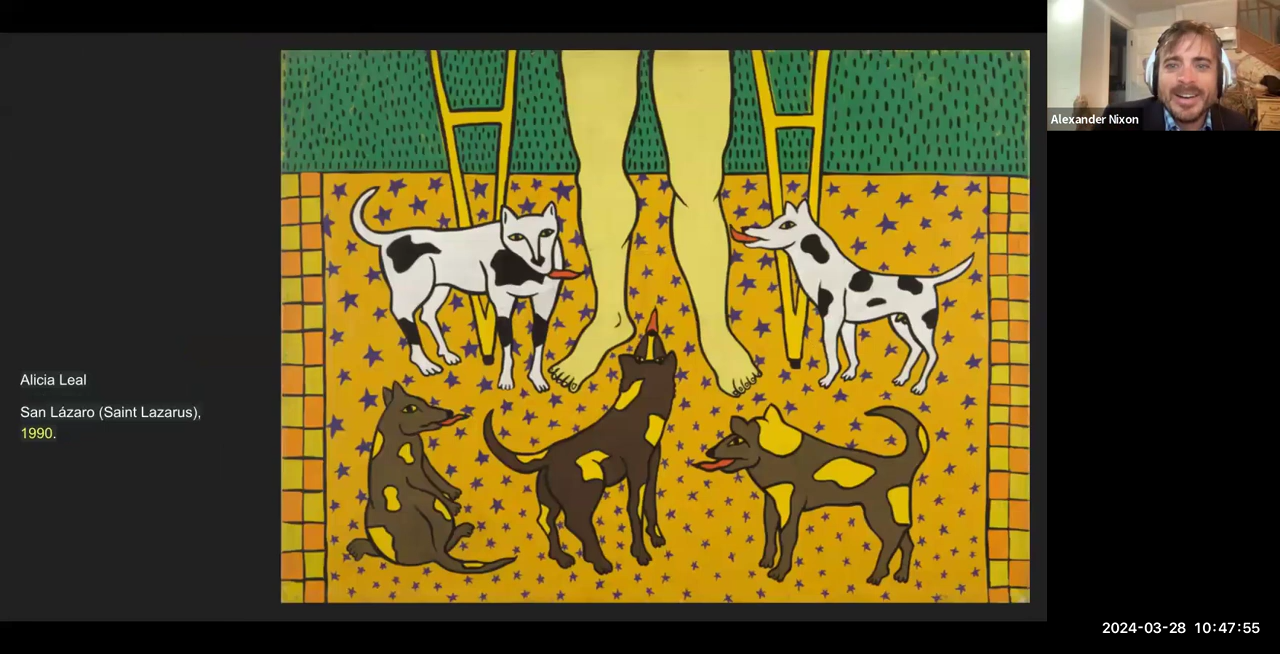 Alexander Nixon
Alicia Leal
San Lázaro (Saint Lazarus),
1990.
2024-03-28 10:47:55